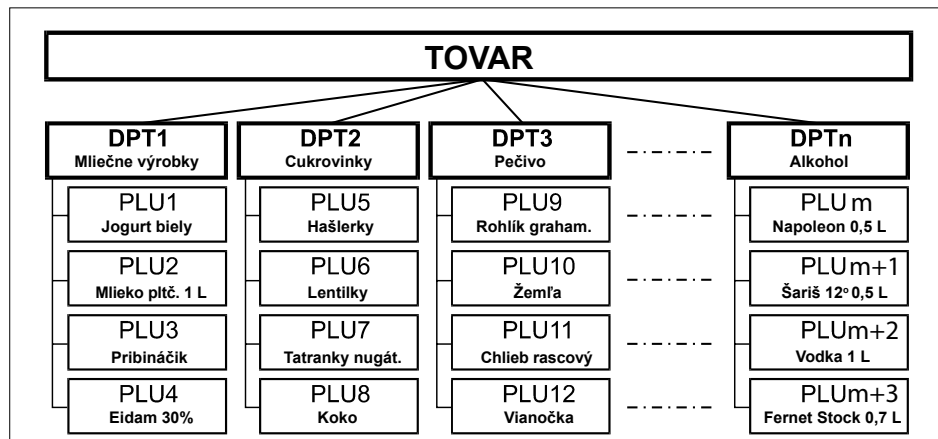 TOVAR
DPT1
Mliečne výrobky
PLU1
Jogurt biely
PLU2
Mlieko pltč. 1 L
PLU3
Pribináčik
PLU4
Eidam 30%
DPT2
Cukrovinky
PLU5
Hašlerky
PLU6
Lentilky
PLU7
Tatranky nugát.
PLU8
Koko
DPT3
Pečivo
PLU9
Rohlík graham.
PLU10
Žemľa
PLU11
Chlieb rascový
PLU12
Vianočka
DPTn
Alkohol
PLU m
Napoleon 0,5 L
PLUm+1
Šariš 12° 0,5 L
PLUm+2
Vodka 1 L
PLUm+3
Fernet Stock 0,7 L